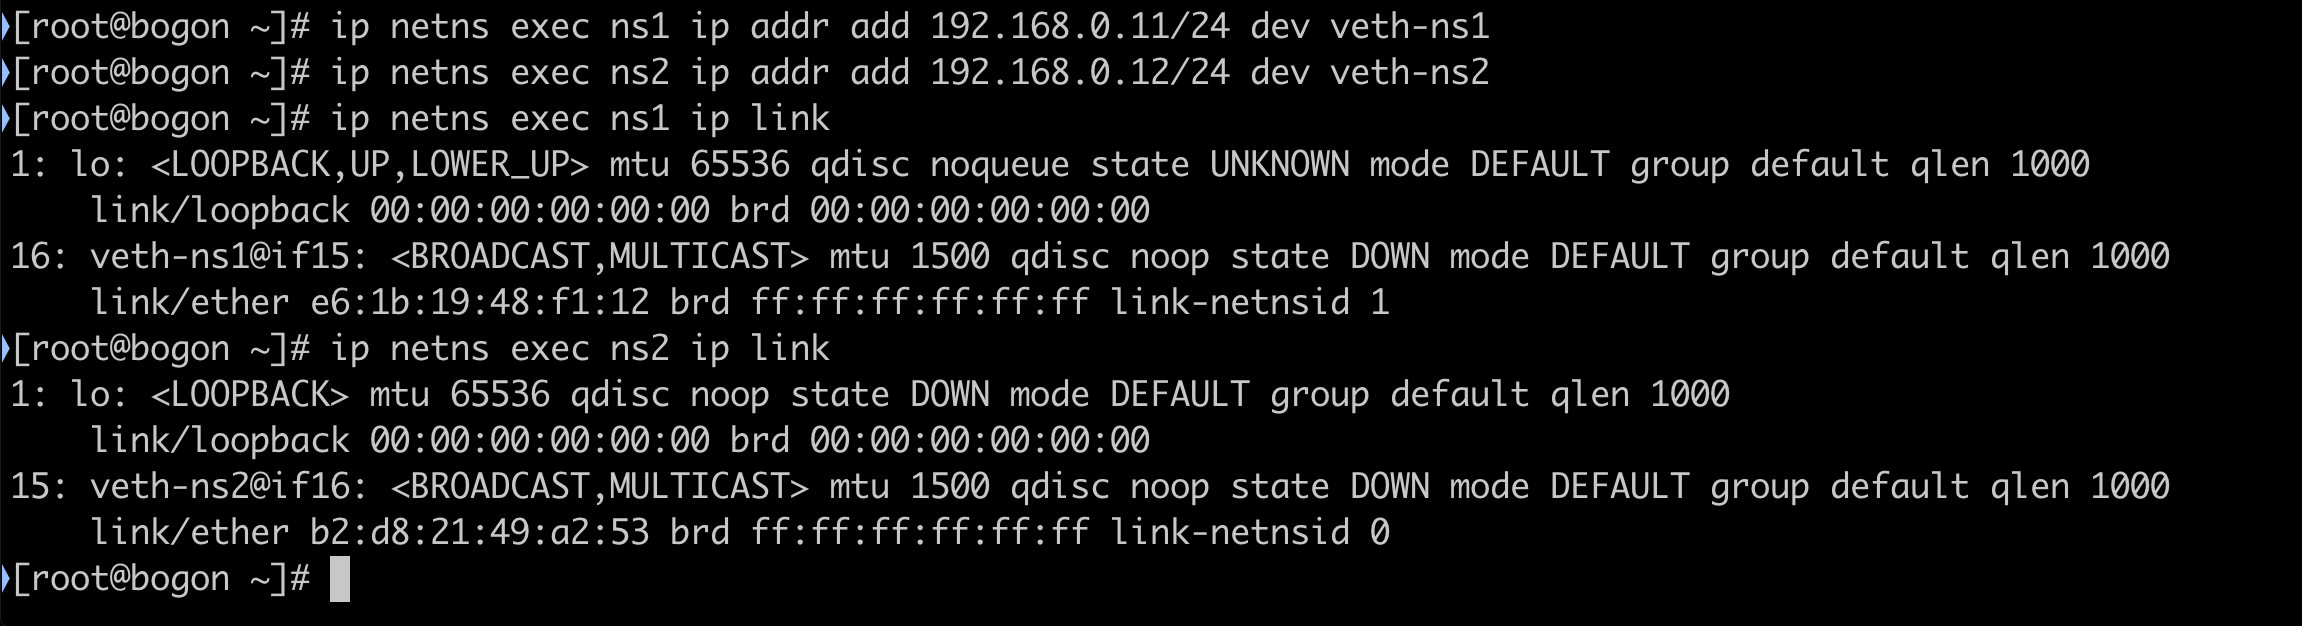 [root@bogon ~]# ip netns exec ns1 ip addr add 192.168.0.11/24 dev veth-ns1
[root@bogon ~]# ip netns exec ns2 ip addr add 192.168.0.12/24 dev veth-ns2
[root@bogon ~]# ip netns exec ns1 ip link
1: lo: <LOOPBACK,UP,LOWER_UP> mtu 65536 qdisc noqueue state UNKNOWN mode DEFAULT group default qlen 1000
    link/loopback 00:00:00:00:00:00 brd 00:00:00:00:00:00
16: veth-ns1@if15: <BROADCAST,MULTICAST> mtu 1500 qdisc noop state DOWN mode DEFAULT group default qlen 1000
    link/ether e6:1b:19:48:f1:12 brd ff:ff:ff:ff:ff:ff link-netnsid 1
[root@bogon ~]# ip netns exec ns2 ip link
1: lo: <LOOPBACK> mtu 65536 qdisc noop state DOWN mode DEFAULT group default qlen 1000
    link/loopback 00:00:00:00:00:00 brd 00:00:00:00:00:00
15: veth-ns2@if16: <BROADCAST,MULTICAST> mtu 1500 qdisc noop state DOWN mode DEFAULT group default qlen 1000
    link/ether b2:d8:21:49:a2:53 brd ff:ff:ff:ff:ff:ff link-netnsid 0
[root@bogon ~]#